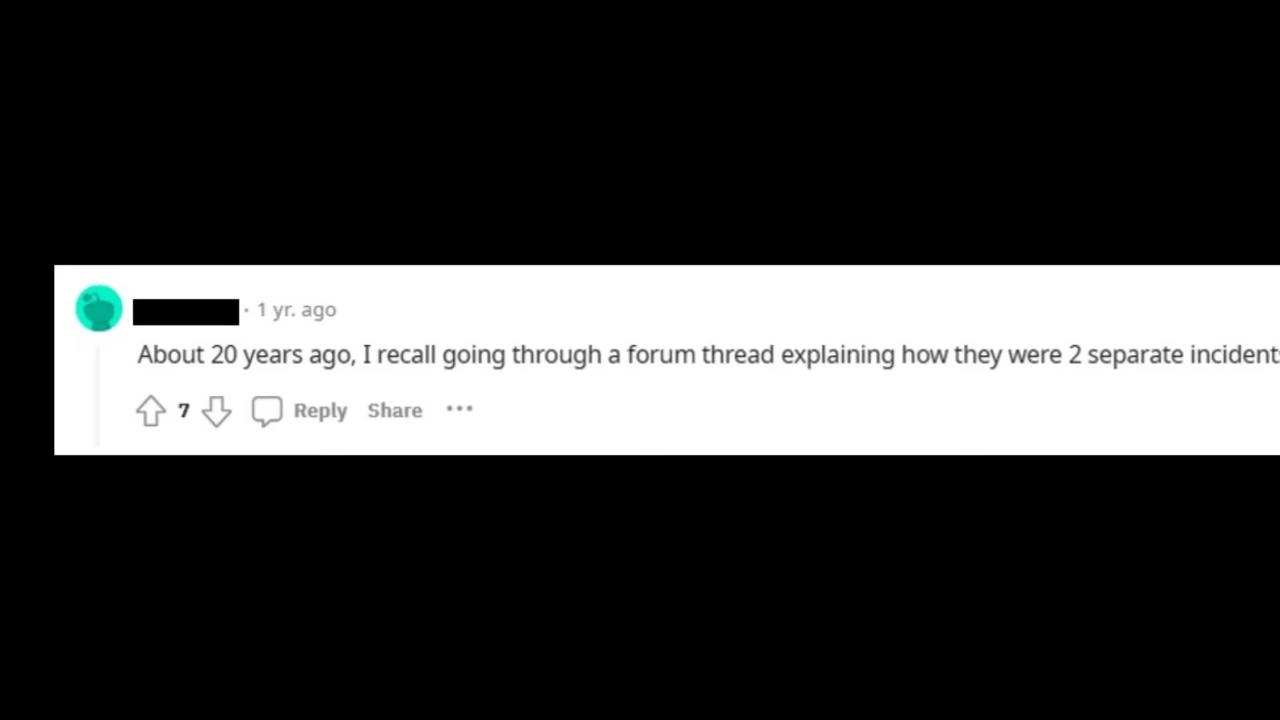 · 1 yr. ago
About 20 years ago, I recall going through a forum thread explaining how they were 2 separate incidents
7 Reply Share ···